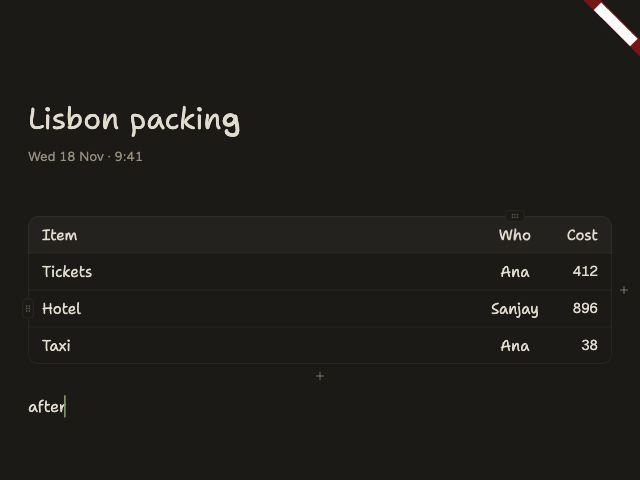 Lisbon packing
Wed 18 Nov · 9:41
Item Who Cost
Tickets Ana 412
Hotel Sanjay 896
Taxi Ana 38
after